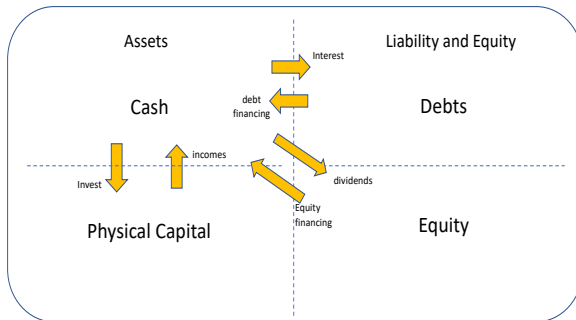 Assets
Liability and Equity
Interest
Cash
debt
financing
Debts
incomes
Invest
dividends
Equity
financing
Physical Capital
Equity